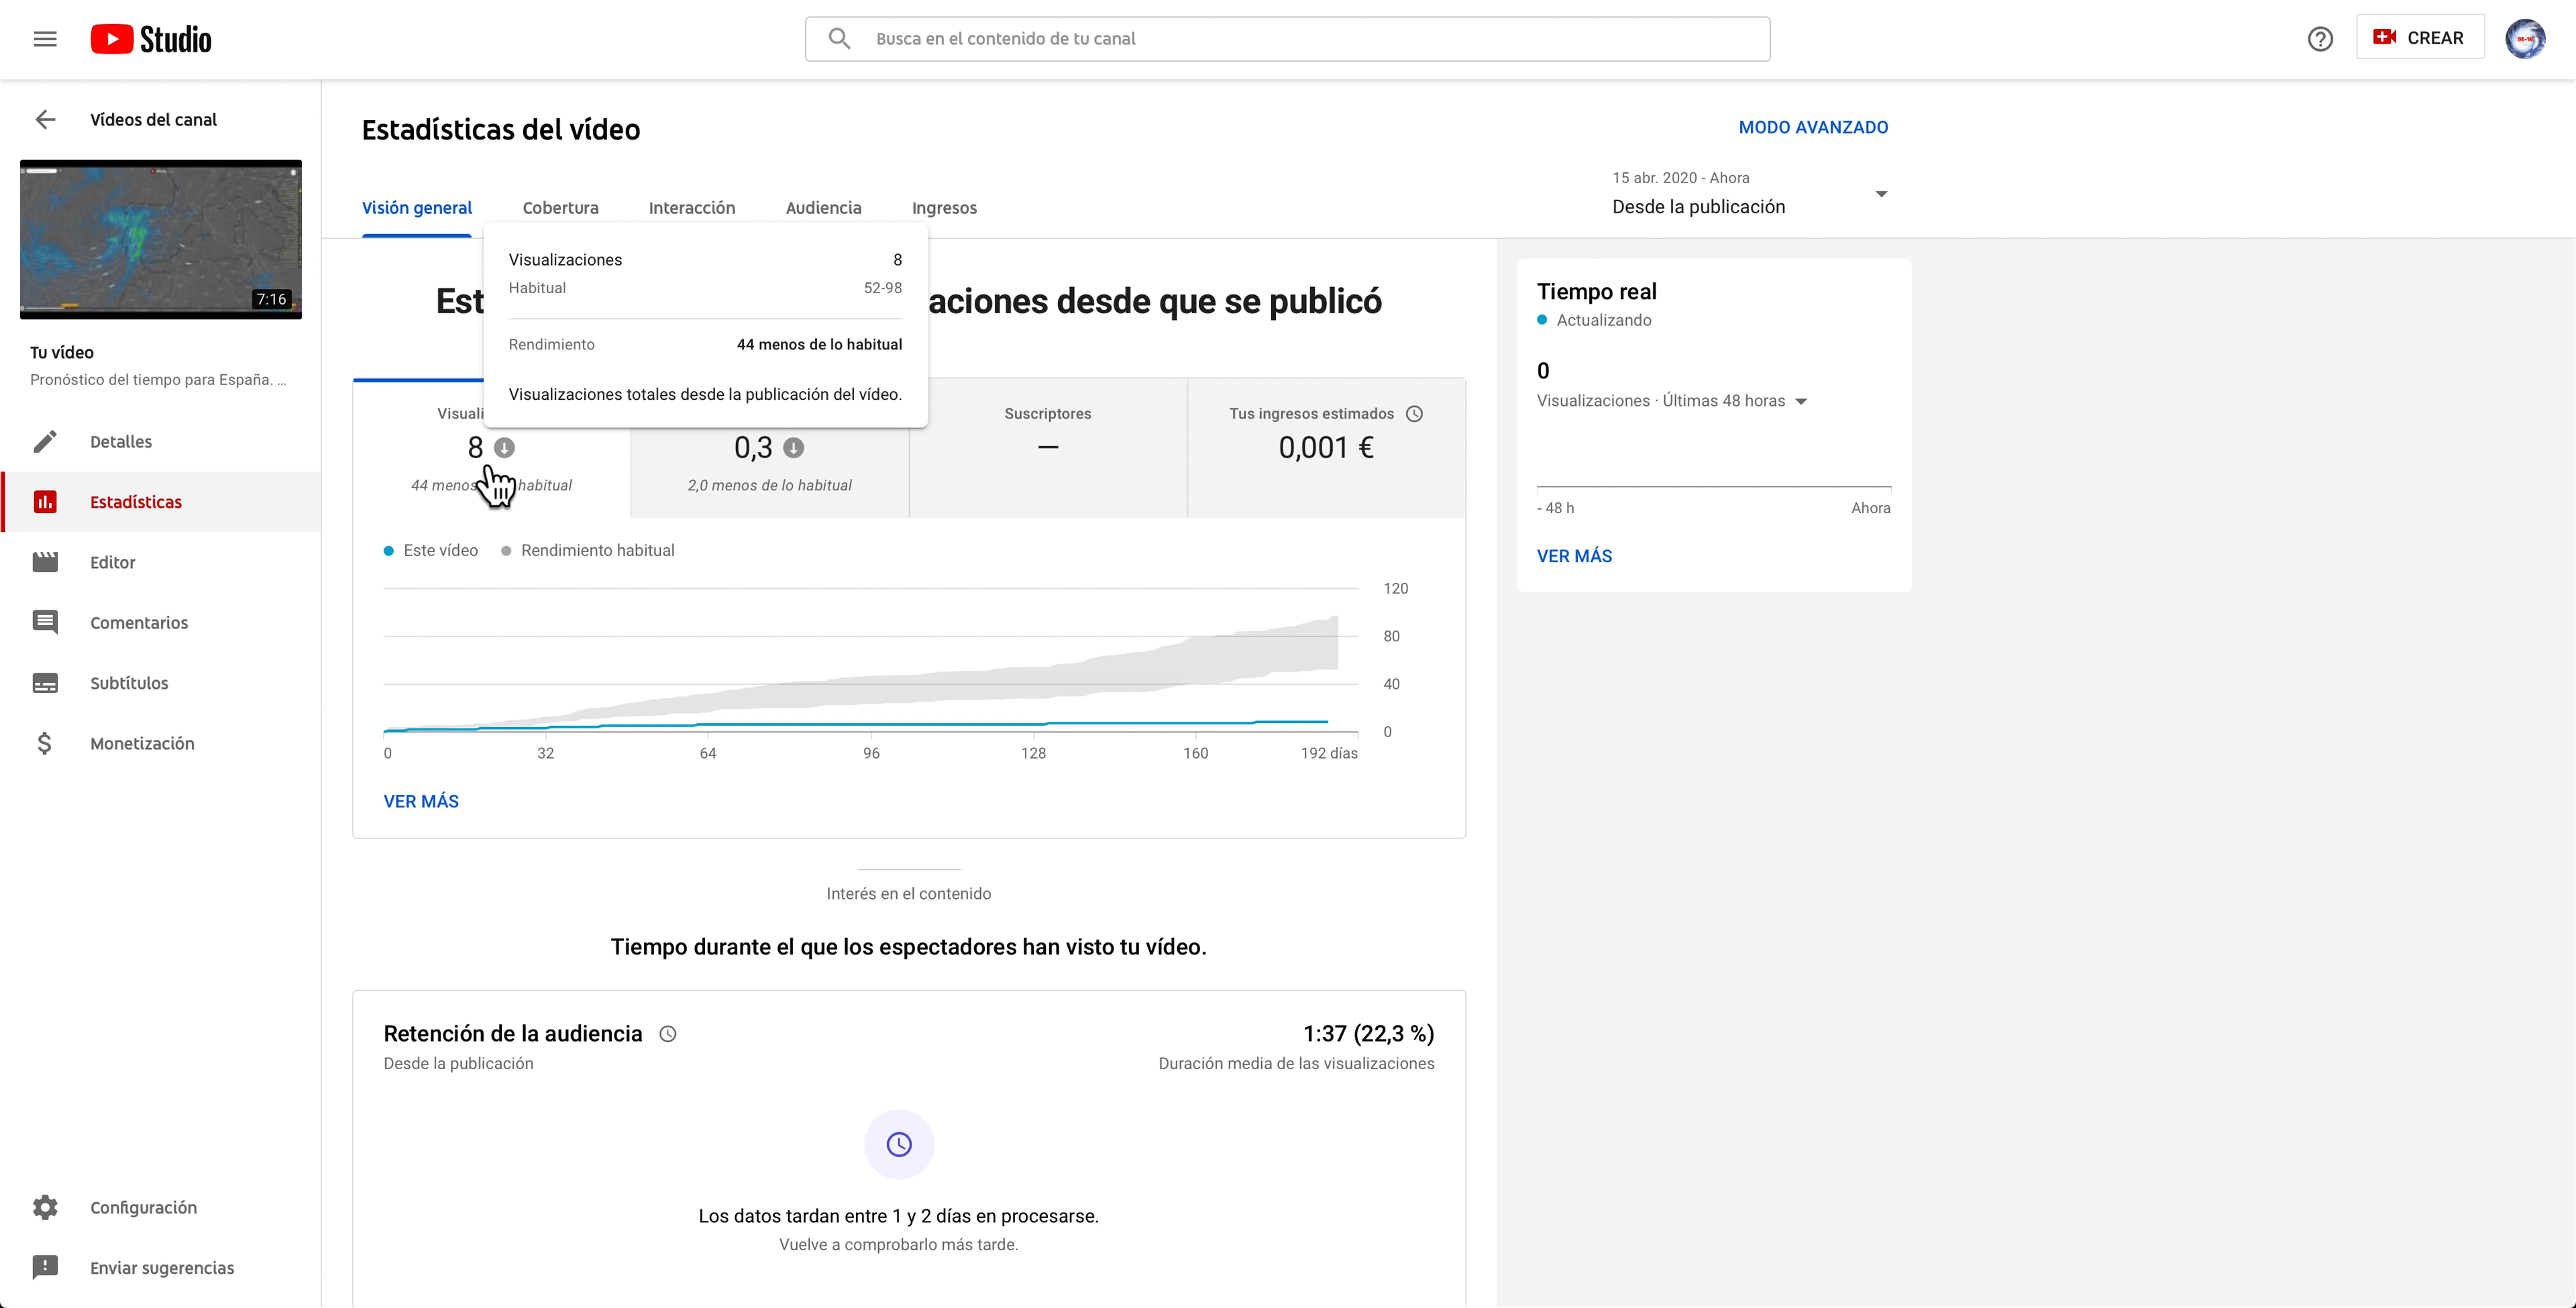 Studio
Busca en el contenido de tu canal
CREAR
Vídeos del canal
7:16
Tu vídeo
Pronóstico del tiempo para España. ...
Detalles
Estadísticas
Editor
Comentarios
Subtítulos
Monetización
Configuración
Enviar sugerencias
Estadísticas del vídeo
MODO AVANZADO
15 abr. 2020 - Ahora
Desde la publicación
Visión general Cobertura Interacción Audiencia Ingresos
Visualizaciones 8
Habitual 52-98
Rendimiento 44 menos de lo habitual
Visualizaciones totales desde la publicación del vídeo.
Est aciones desde que se publicó
Visuali
8
44 menos habitual
0,3
2,0 menos de lo habitual
Suscriptores
—
Tus ingresos estimados
0,001 €
Este vídeo Rendimiento habitual
120
80
40
0
0 32 64 96 128 160 192 días
VER MÁS
Interés en el contenido
Tiempo durante el que los espectadores han visto tu vídeo.
Retención de la audiencia
Desde la publicación
1:37 (22,3 %)
Duración media de las visualizaciones
Los datos tardan entre 1 y 2 días en procesarse.
Vuelve a comprobarlo más tarde.
Tiempo real
Actualizando
0
Visualizaciones · Últimas 48 horas
- 48 h Ahora
VER MÁS